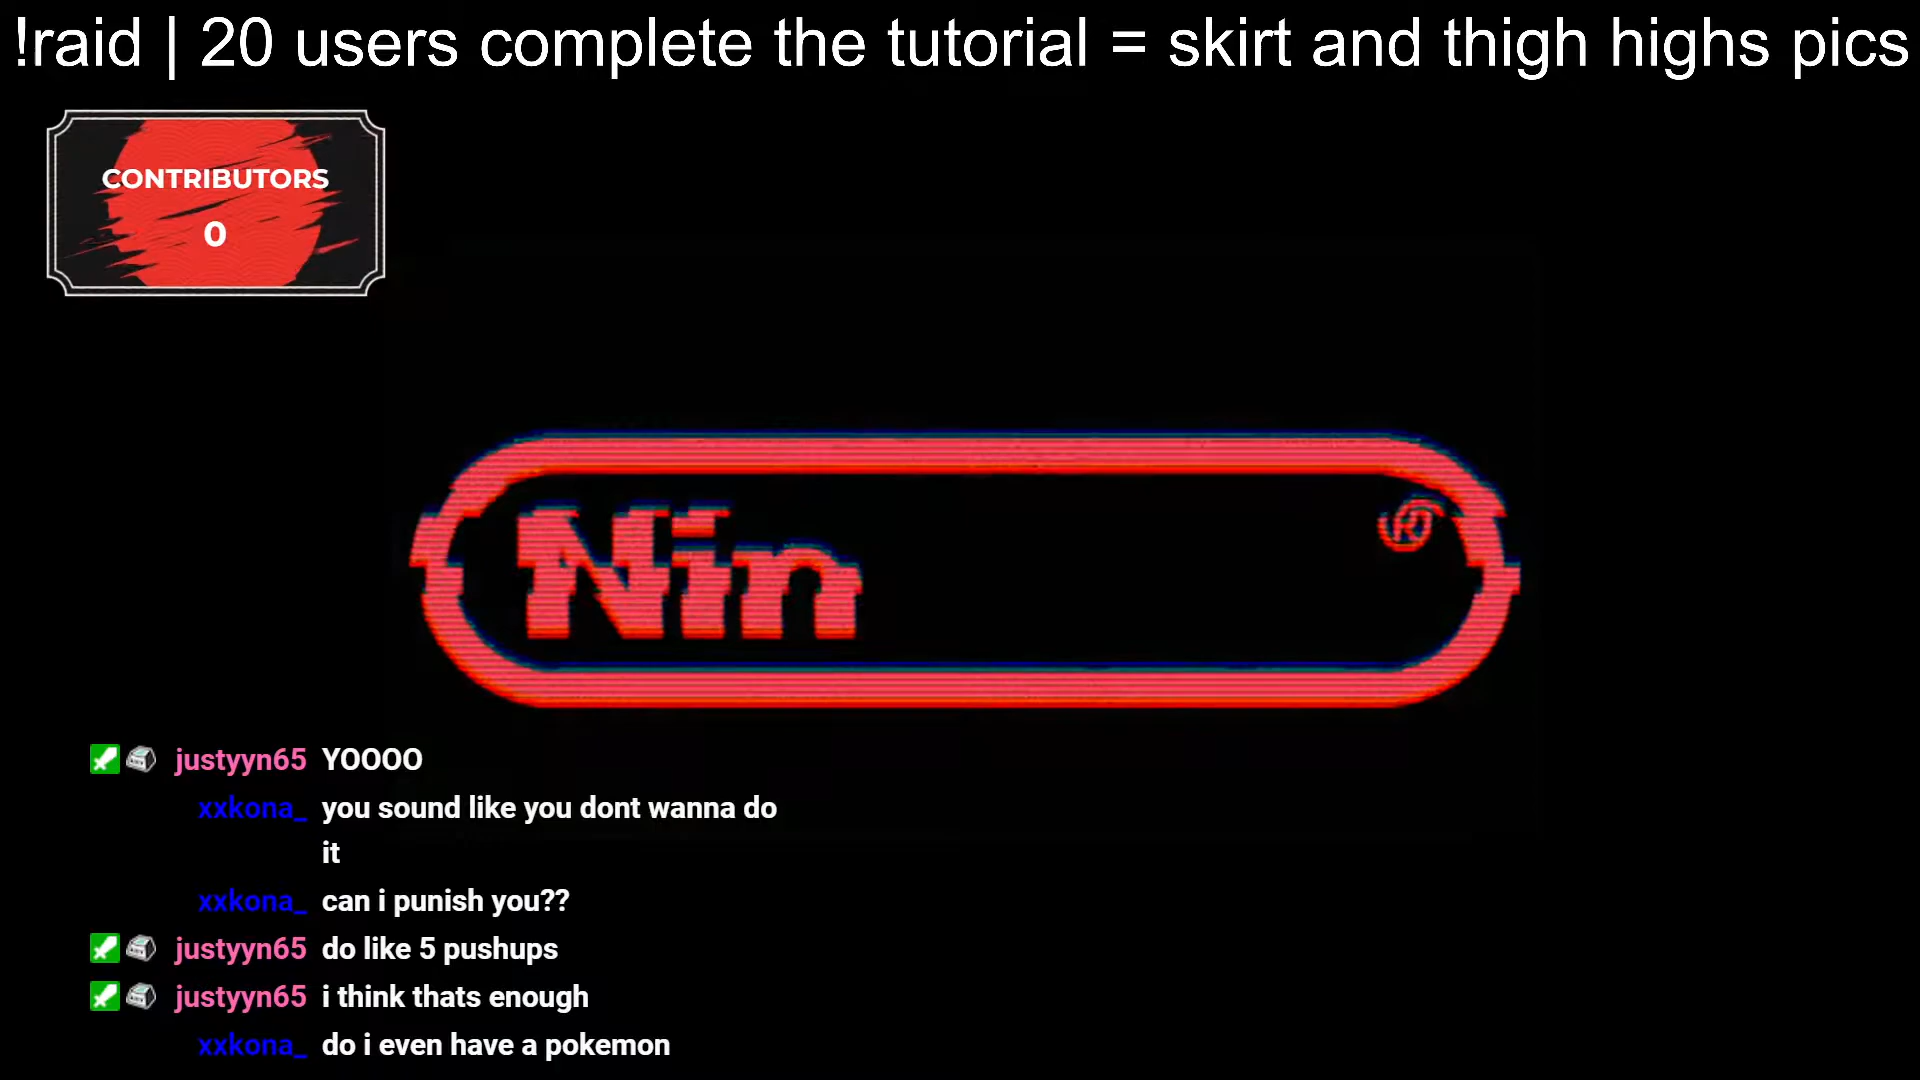 !raid | 20 users complete the tutorial = skirt and thigh highs pics
CONTRIBUTORS
0
Nin ®
justyyn65 YOOOO
xxkona_ you sound like you dont wanna do
it
xxkona_ can i punish you??
justyyn65 do like 5 pushups
justyyn65 i think thats enough
xxkona_ do i even have a pokemon